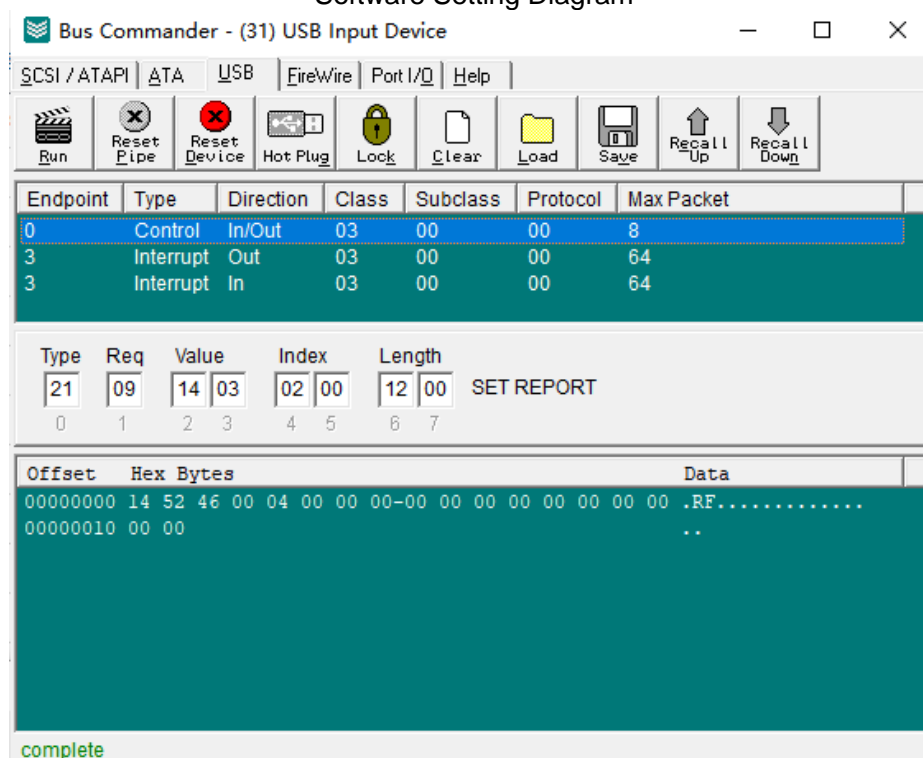 Software Setting Diagram
Bus Commander - (31) USB Input Device
SCSI / ATAPI ATA USB FireWire Port I/O Help
Run Reset Pipe Reset Device Hot Plug Lock Clear Load Save Recall Up Recall Down
Endpoint Type Direction Class Subclass Protocol Max Packet
0 Control In/Out 03 00 00 8
3 Interrupt Out 03 00 00 64
3 Interrupt In 03 00 00 64
Type Req Value Index Length
21 09 14 03 02 00 12 00 SET REPORT
0 1 2 3 4 5 6 7
Offset Hex Bytes Data
00000000 14 52 46 00 04 00 00 00-00 00 00 00 00 00 00 00 .RF.............
00000010 00 00 ..
complete